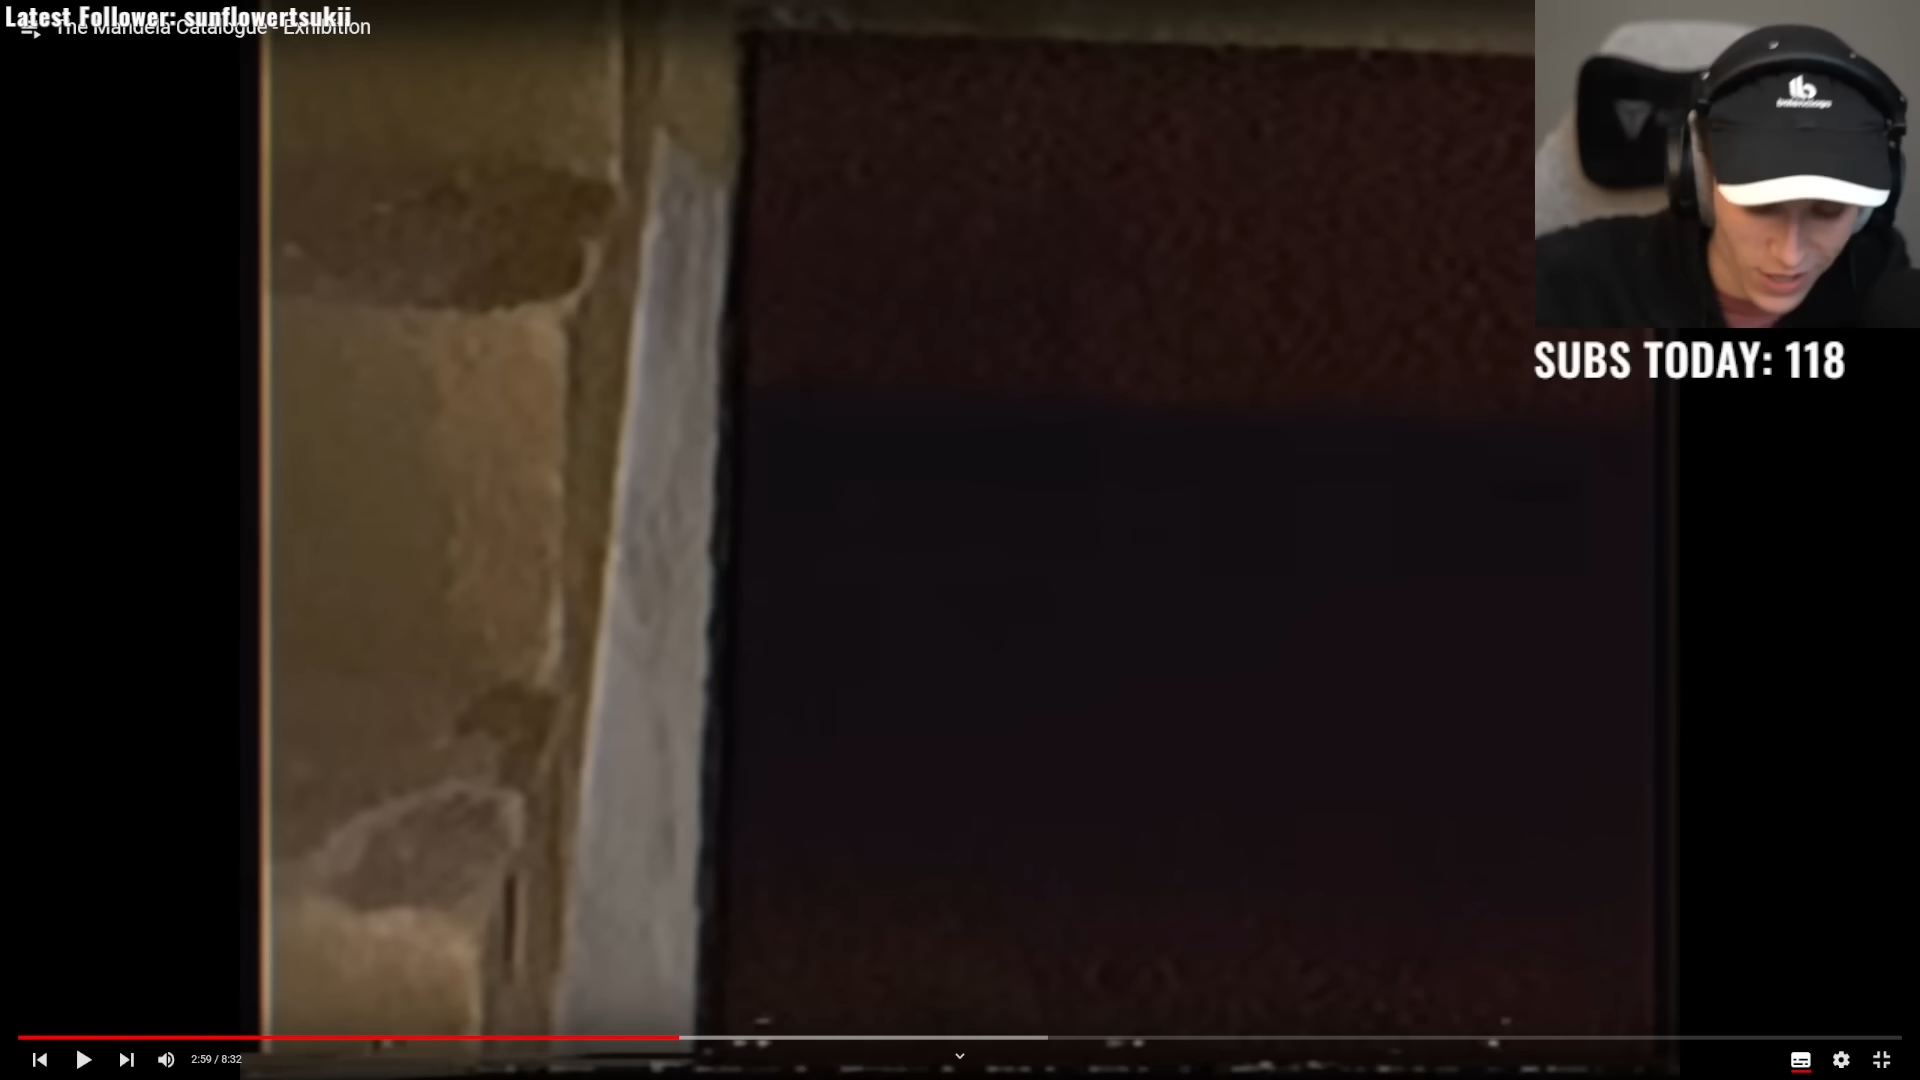 Latest Follower: sunflowertsukii
The Mandela Catalogue - Exhibition
SUBS TODAY: 118
2:59 / 8:32